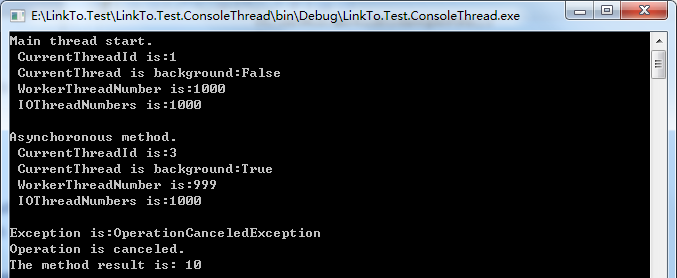 E:\LinkTo.Test\LinkTo.Test.ConsoleThread\bin\Debug\LinkTo.Test.ConsoleThread.exe
Main thread start.
CurrentThreadId is:1
CurrentThread is background:False
WorkerThreadNumber is:1000
IOThreadNumbers is:1000
Asynchoronous method.
CurrentThreadId is:3
CurrentThread is background:True
WorkerThreadNumber is:999
IOThreadNumbers is:1000
Exception is:OperationCanceledException
Operation is canceled.
The method result is: 10